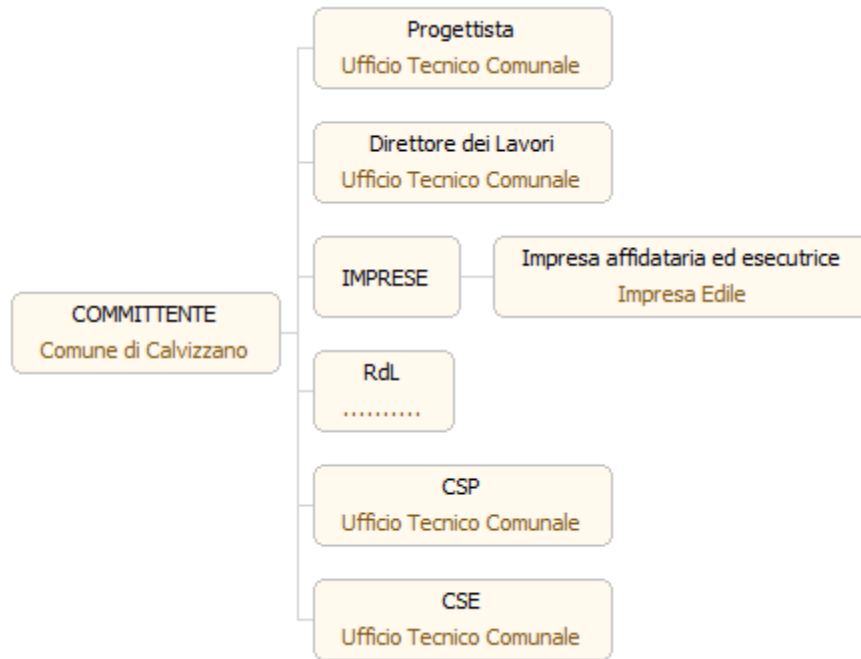 Progettista
Ufficio Tecnico Comunale
Direttore dei Lavori
Ufficio Tecnico Comunale
IMPRESE
Impresa affidataria ed esecutrice
Impresa Edile
COMMITTENTE
Comune di Calvizzano
RdL
..........
CSP
Ufficio Tecnico Comunale
CSE
Ufficio Tecnico Comunale